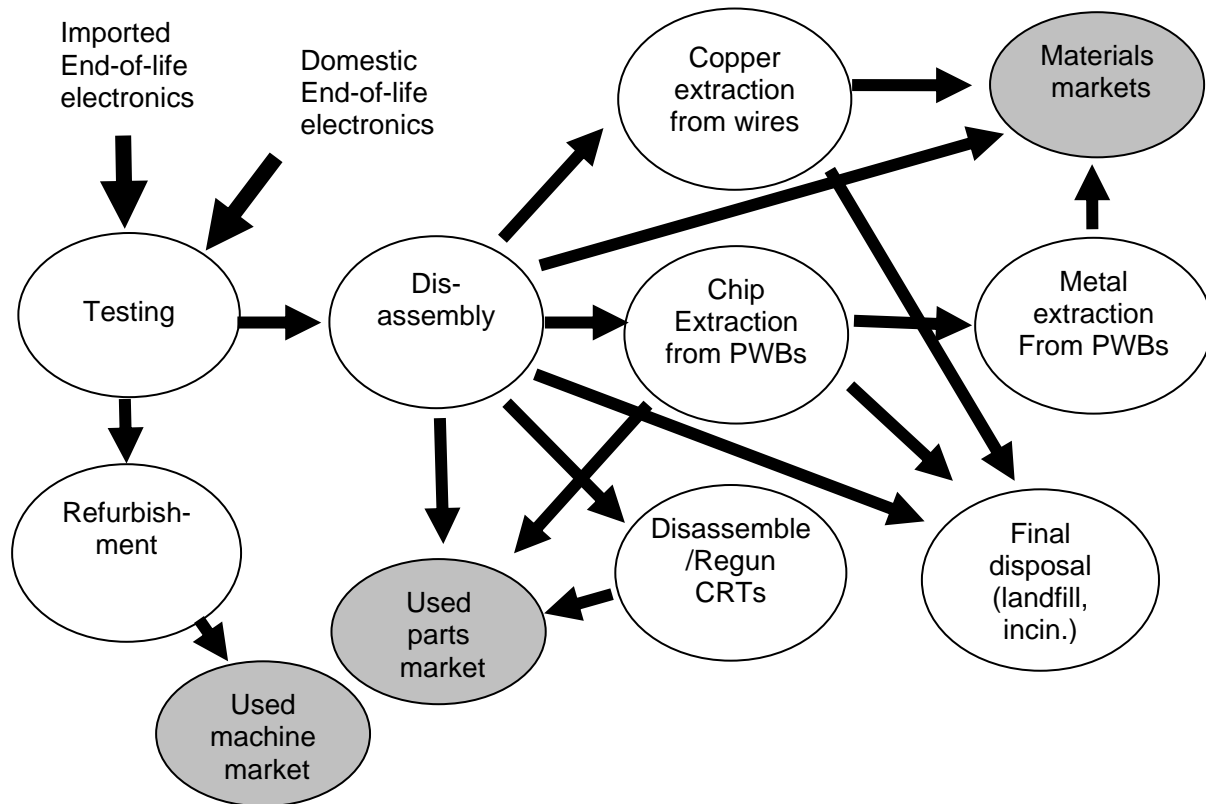 Imported
End-of-life
electronics
Domestic
End-of-life
electronics
Copper
extraction
from wires
Materials
markets
Testing
Dis-
assembly
Chip
Extraction
from PWBs
Metal
extraction
From PWBs
Refurbish-
ment
Disassemble
/Regun
CRTs
Final
disposal
(landfill,
incin.)
Used
parts
market
Used
machine
market